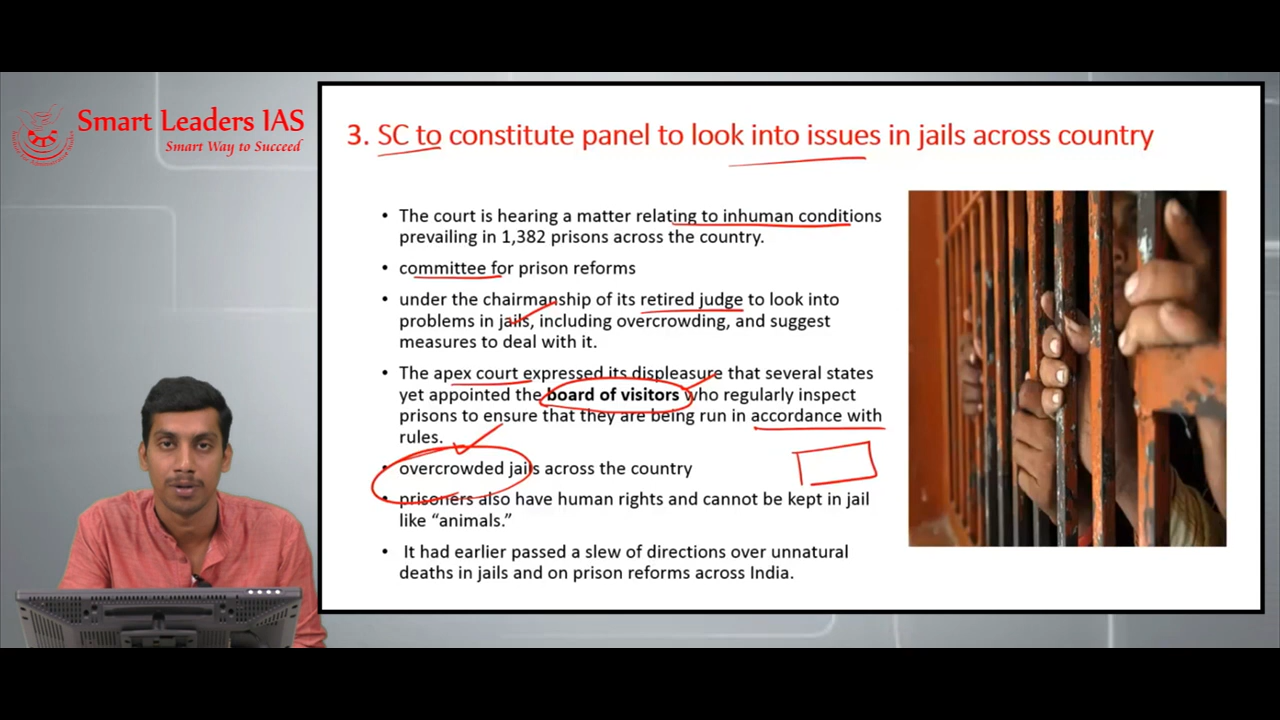 Smart Leaders IAS
Smart Way to Succeed
3. SC to constitute panel to look into issues in jails across country
• The court is hearing a matter relating to inhuman conditions
prevailing in 1,382 prisons across the country.
• committee for prison reforms
• under the chairmanship of its retired judge to look into
problems in jails, including overcrowding, and suggest
measures to deal with it.
• The apex court expressed its displeasure that several states
yet appointed the board of visitors who regularly inspect
prisons to ensure that they are being run in accordance with
rules.
• overcrowded jails across the country
• prisoners also have human rights and cannot be kept in jail
like “animals.”
• It had earlier passed a slew of directions over unnatural
deaths in jails and on prison reforms across India.